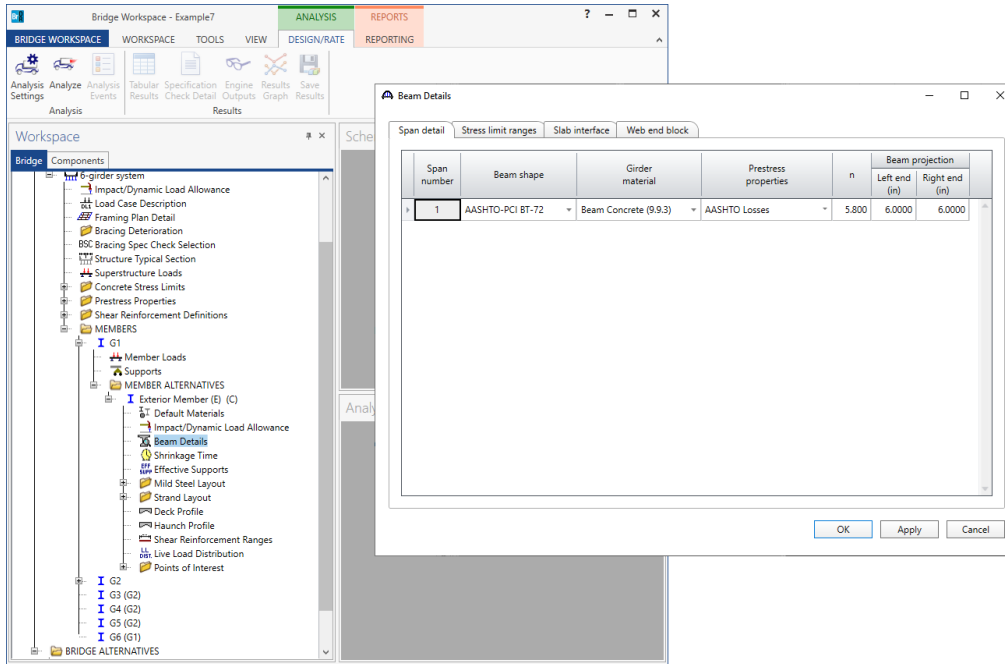 Br Bridge Workspace - Example7 ANALYSIS REPORTS ?
BRIDGE WORKSPACE WORKSPACE TOOLS VIEW DESIGN/RATE REPORTING
Analysis Settings Analyze Analysis Events Tabular Results Specification Check Detail Engine Outputs Results Graph Save Results
Analysis Results
Workspace
Sche
Bridge Components
6-girder system
Impact/Dynamic Load Allowance
Load Case Description
Framing Plan Detail
Bracing Deterioration
BSC Bracing Spec Check Selection
Structure Typical Section
Superstructure Loads
Concrete Stress Limits
Prestress Properties
Shear Reinforcement Definitions
MEMBERS
G1
Member Loads
Supports
MEMBER ALTERNATIVES
Exterior Member (E) (C)
Default Materials
Impact/Dynamic Load Allowance
Beam Details
Shrinkage Time
EFF SUPP Effective Supports
Mild Steel Layout
Strand Layout
Deck Profile
Haunch Profile
Shear Reinforcement Ranges
LL DIST. Live Load Distribution
Points of Interest
G2
G3 (G2)
G4 (G2)
G5 (G2)
G6 (G1)
BRIDGE ALTERNATIVES
Analy
Beam Details
Span detail Stress limit ranges Slab interface Web end block
Span number Beam shape Girder material Prestress properties n Beam projection
Left end (in) Right end (in)
1 AASHTO-PCI BT-72 Beam Concrete (9.9.3) AASHTO Losses 5.800 6.0000 6.0000
OK Apply Cancel